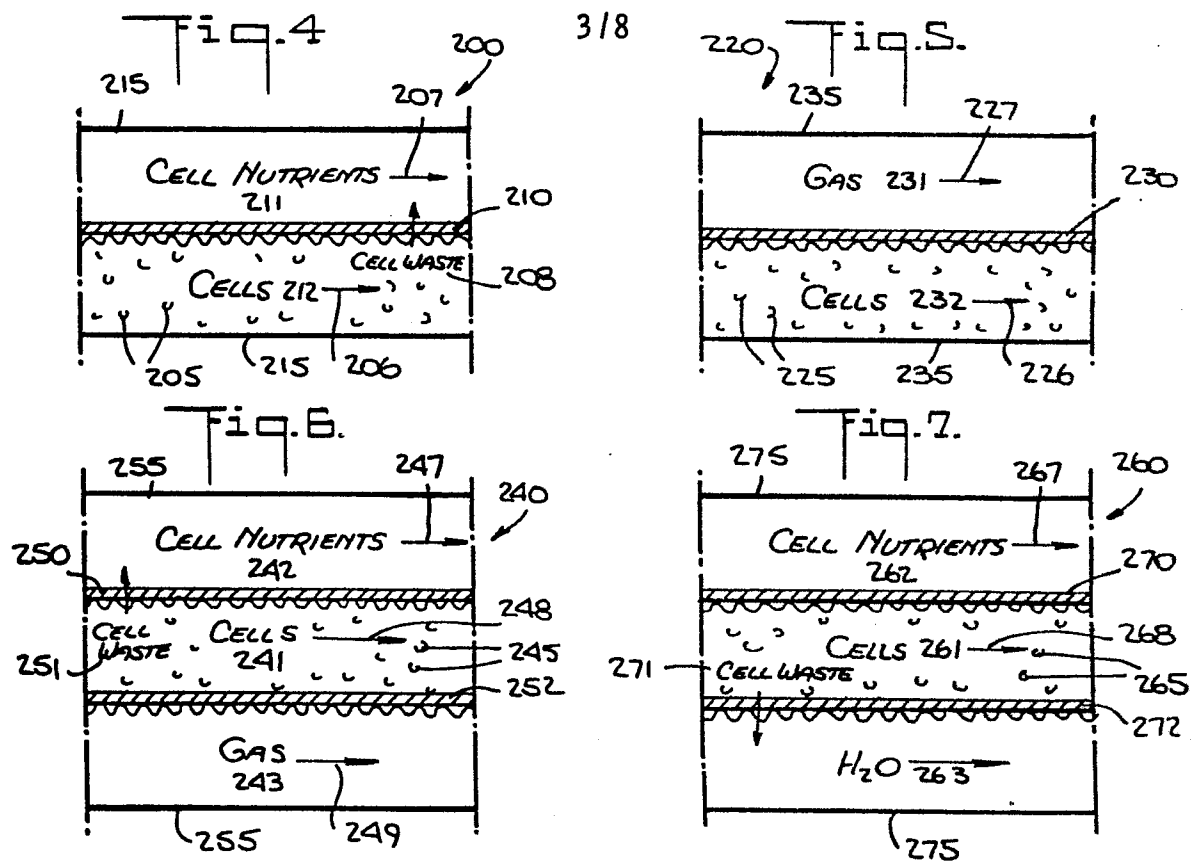 Fig. 4
3/8
Fig. 5.
200
215
207
CELL NUTRIENTS
211
210
CELL WASTE
208
CELLS 212
205
215
206
220
235
227
GAS 231
230
CELLS 232
225
235
226
Fig. 6.
Fig. 7.
255
247
240
CELL NUTRIENTS
242
250
CELL
WASTE
251
CELLS
241
248
245
252
GAS
243
255
249
275
267
260
CELL NUTRIENTS
262
270
CELLS 261
268
271
CELL WASTE
265
272
H₂O 263
275